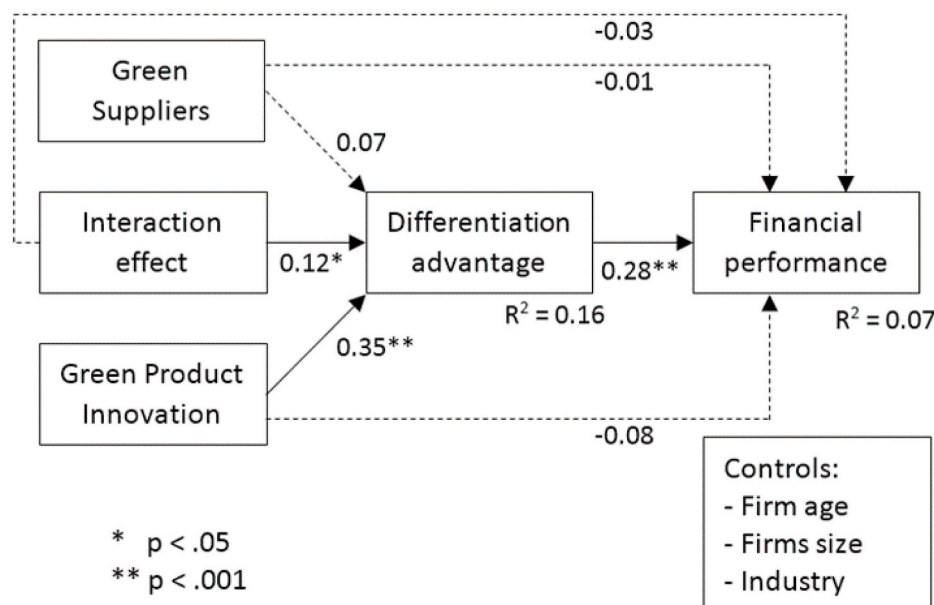 -0.03
Green
Suppliers
-0.01
0.07
Interaction
effect
0.12*
Differentiation
advantage
0.28**
Financial
performance
R² = 0.16
R² = 0.07
0.35**
Green Product
Innovation
-0.08
Controls:
- Firm age
- Firms size
- Industry
* p < .05
** p < .001